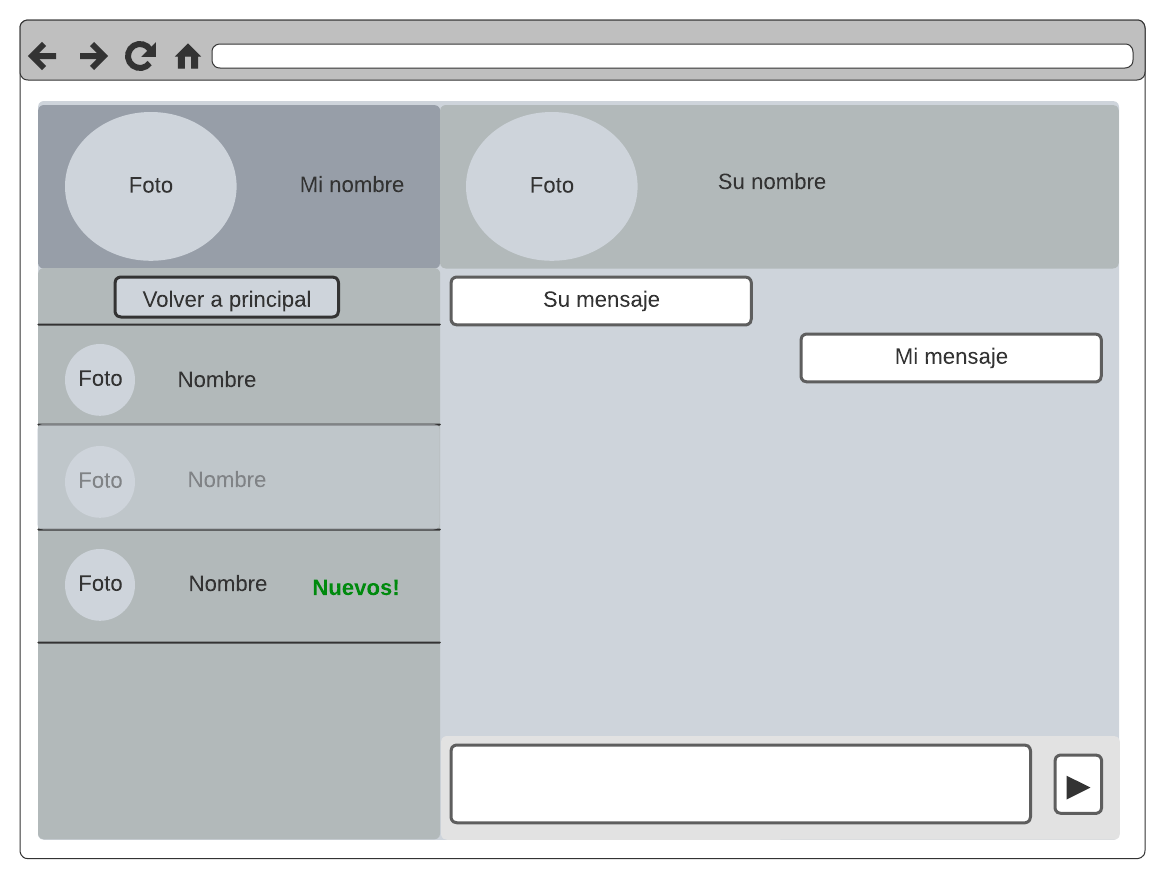 Foto
Mi nombre
Foto
Su nombre
Volver a principal
Foto
Nombre
Foto
Nombre
Foto
Nombre
Nuevos!
Su mensaje
Mi mensaje